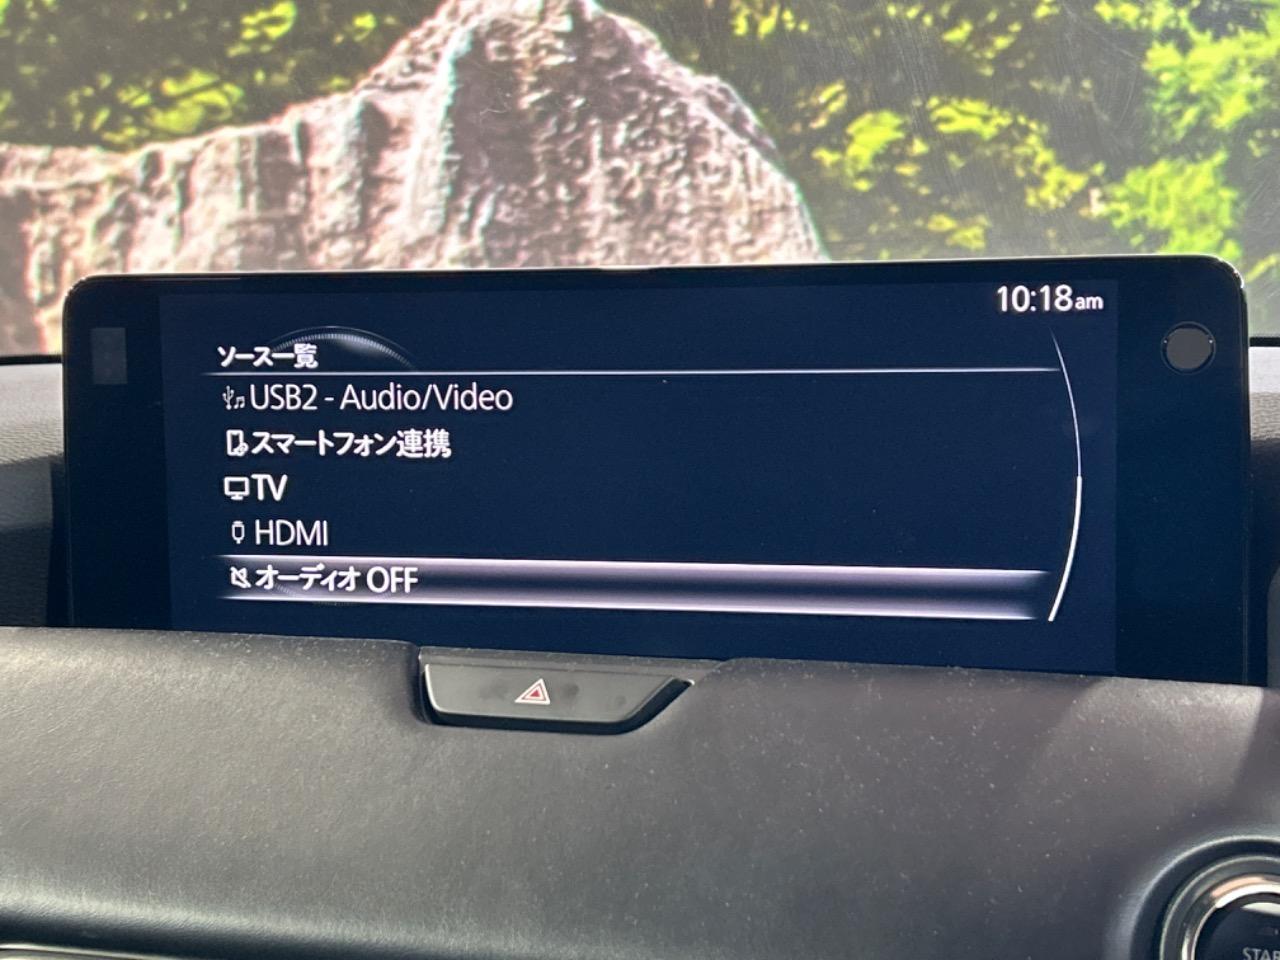 10:18am
ソース一覧
USB2 - Audio/Video
スマートフォン連携
TV
HDMI
オーディオ OFF